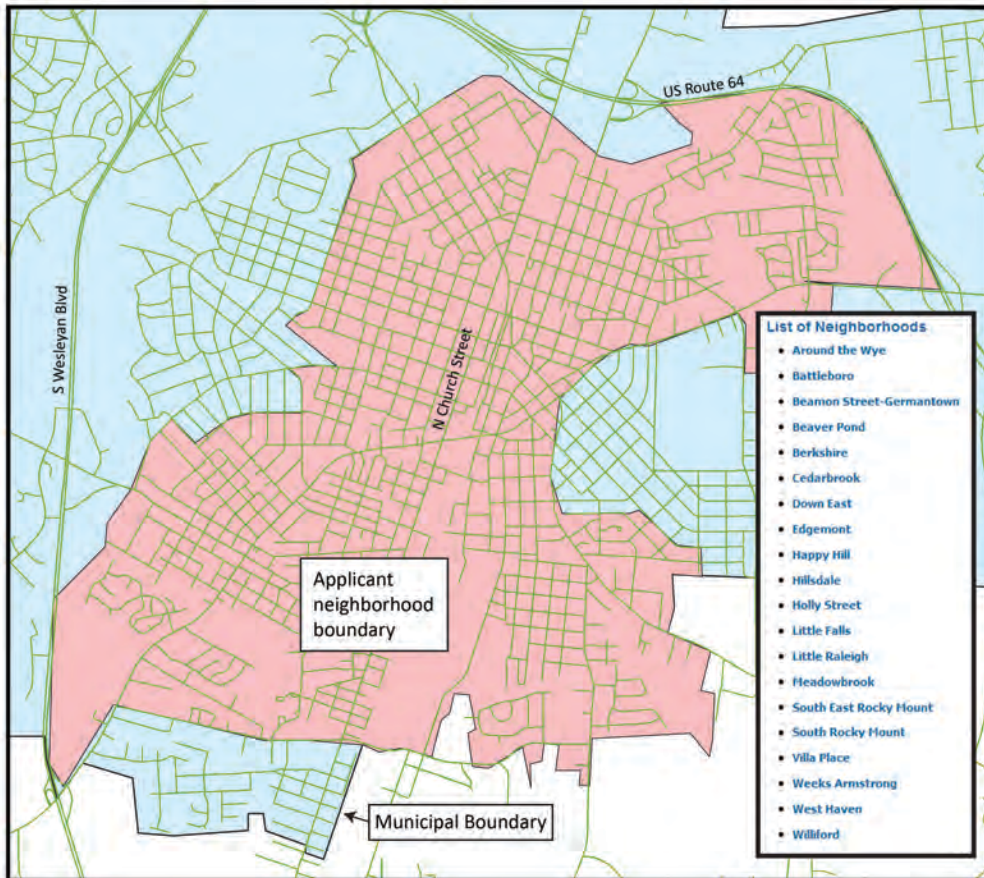 US Route 64
S Wesleyan Blvd
N Church Street
List of Neighborhoods
• Around the Wye
• Battleboro
• Beamon Street-Germantown
• Beaver Pond
• Berkshire
• Cedarbrook
• Down East
• Edgemont
• Happy Hill
• Hillsdale
• Holly Street
• Little Falls
• Little Raleigh
• Meadowbrook
• South East Rocky Mount
• South Rocky Mount
• Villa Place
• Weeks Armstrong
• West Haven
• Williford
Applicant
neighborhood
boundary
Municipal Boundary